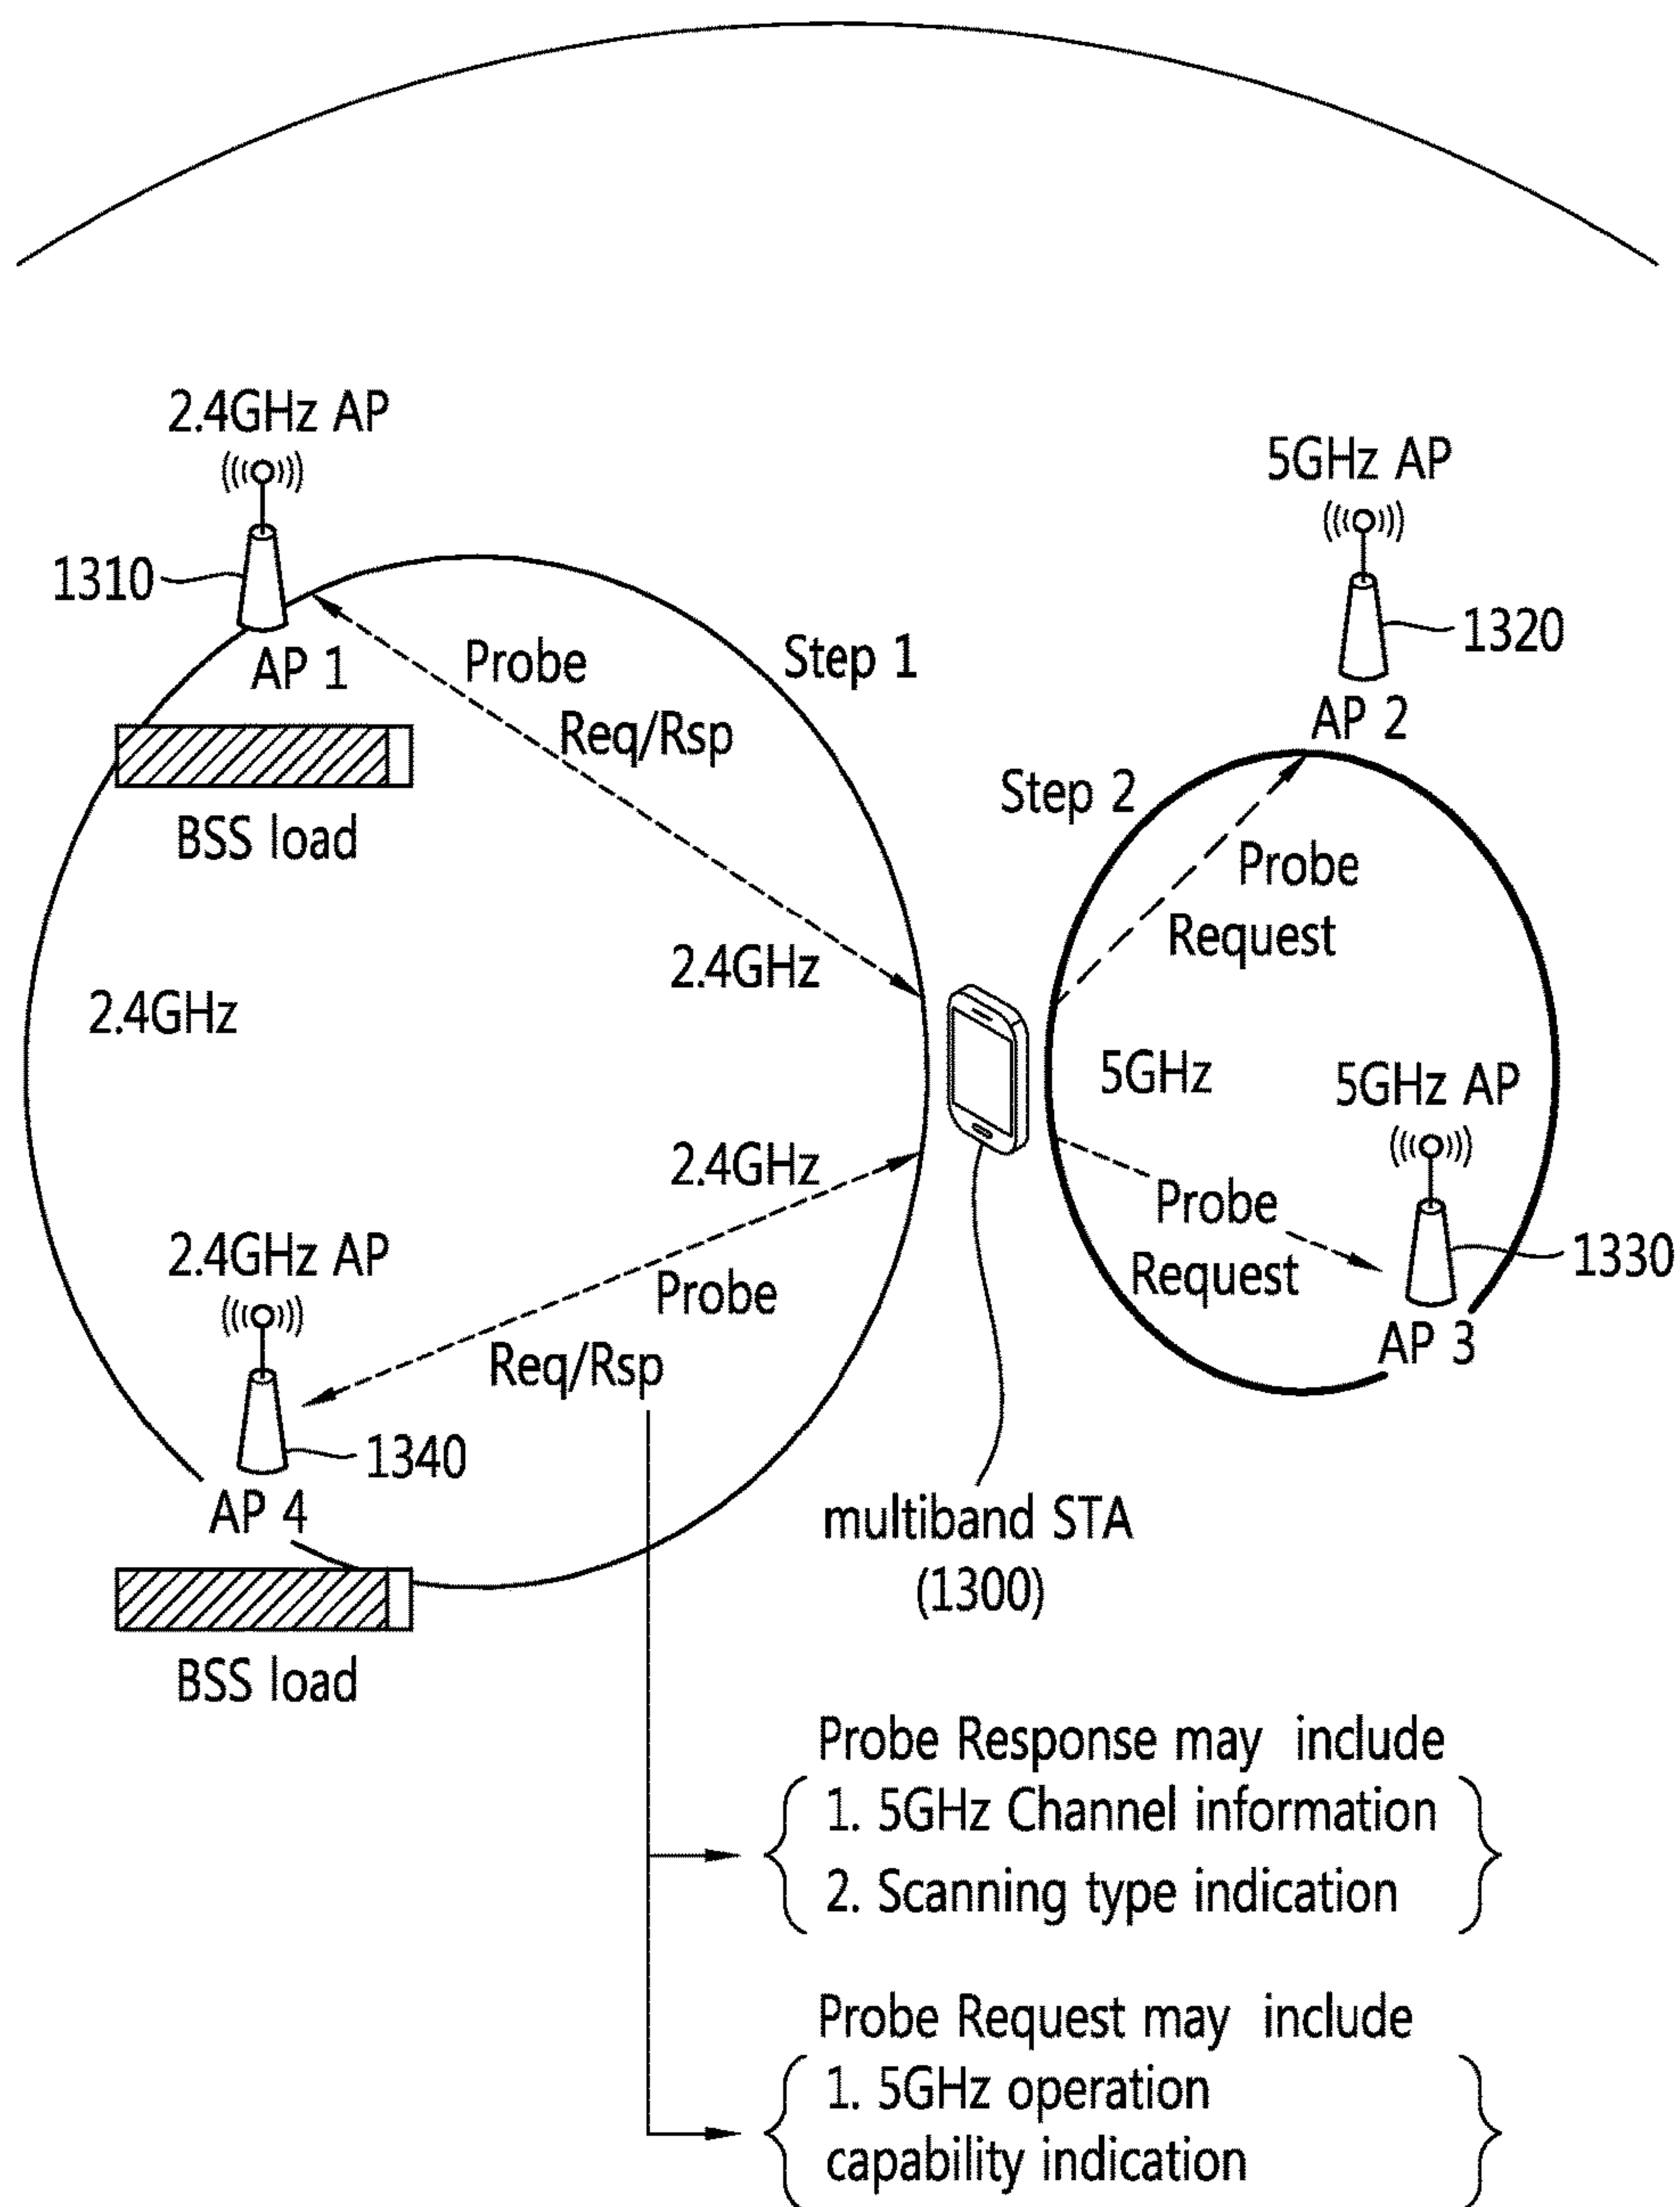 2.4GHz AP
1310
AP 1
BSS load
Probe
Req/Rsp
Step 1
2.4GHz
2.4GHz
5GHz AP
1320
AP 2
Step 2
Probe
Request
5GHz
5GHz AP
Probe
Request
1330
AP 3
2.4GHz
2.4GHz AP
Probe
Req/Rsp
1340
AP 4
BSS load
multiband STA
(1300)
Probe Response may include
1. 5GHz Channel information
2. Scanning type indication
Probe Request may include
1. 5GHz operation
capability indication